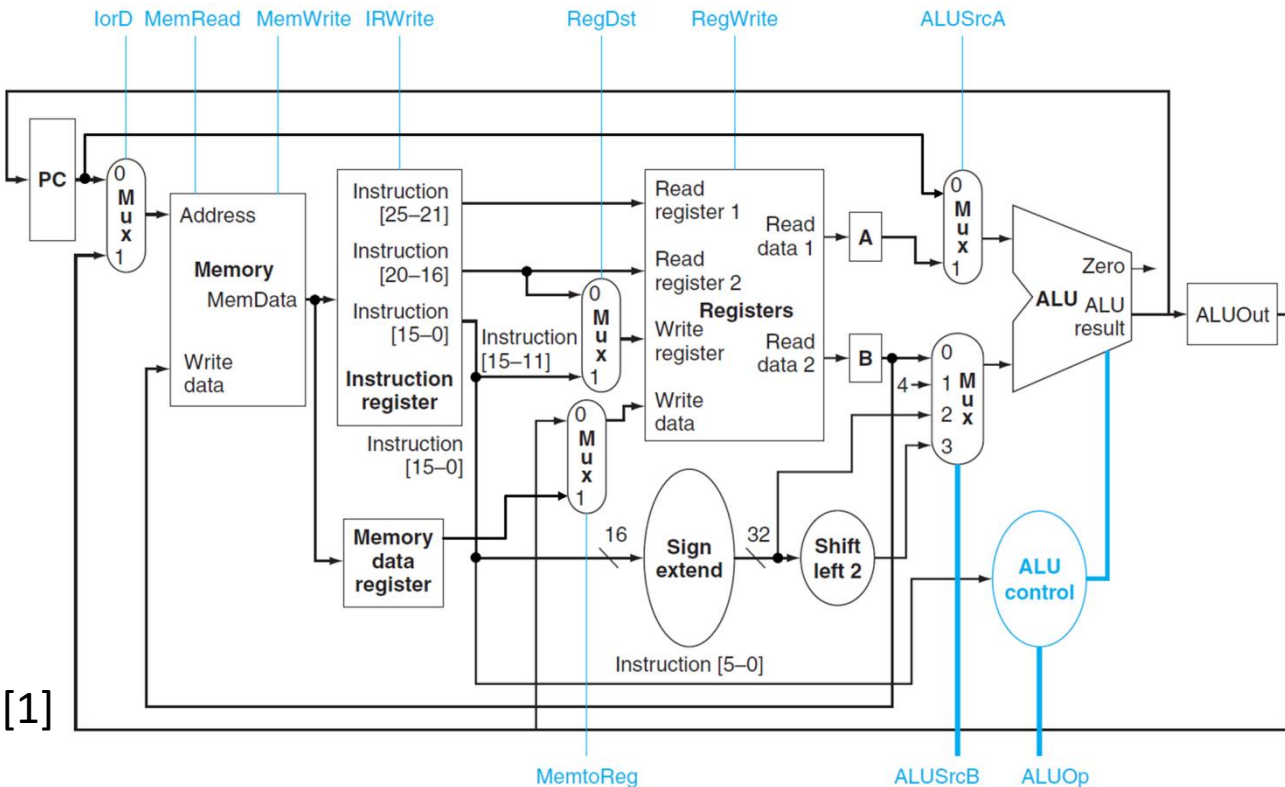 IorD
MemRead
MemWrite
IRWrite
RegDst
RegWrite
ALUSrcA
PC
0
M
u
x
1
Address
Memory
MemData
Write
data
Instruction
[25–21]
Instruction
[20–16]
Instruction
[15–0]
Instruction
register
Instruction
[15–0]
Instruction
[15–11]
Memory
data
register
0
M
u
x
1
0
M
u
x
1
Read
register 1
Read
register 2
Registers
Write
register
Write
data
Read
data 1
Read
data 2
A
B
4
0
M
u
x
1
0
1
2
3
M
u
x
Zero
ALU
ALU
result
ALUOut
16
Sign
extend
32
Shift
left 2
ALU
control
Instruction [5–0]
[1]
MemtoReg
ALUSrcB
ALUOp